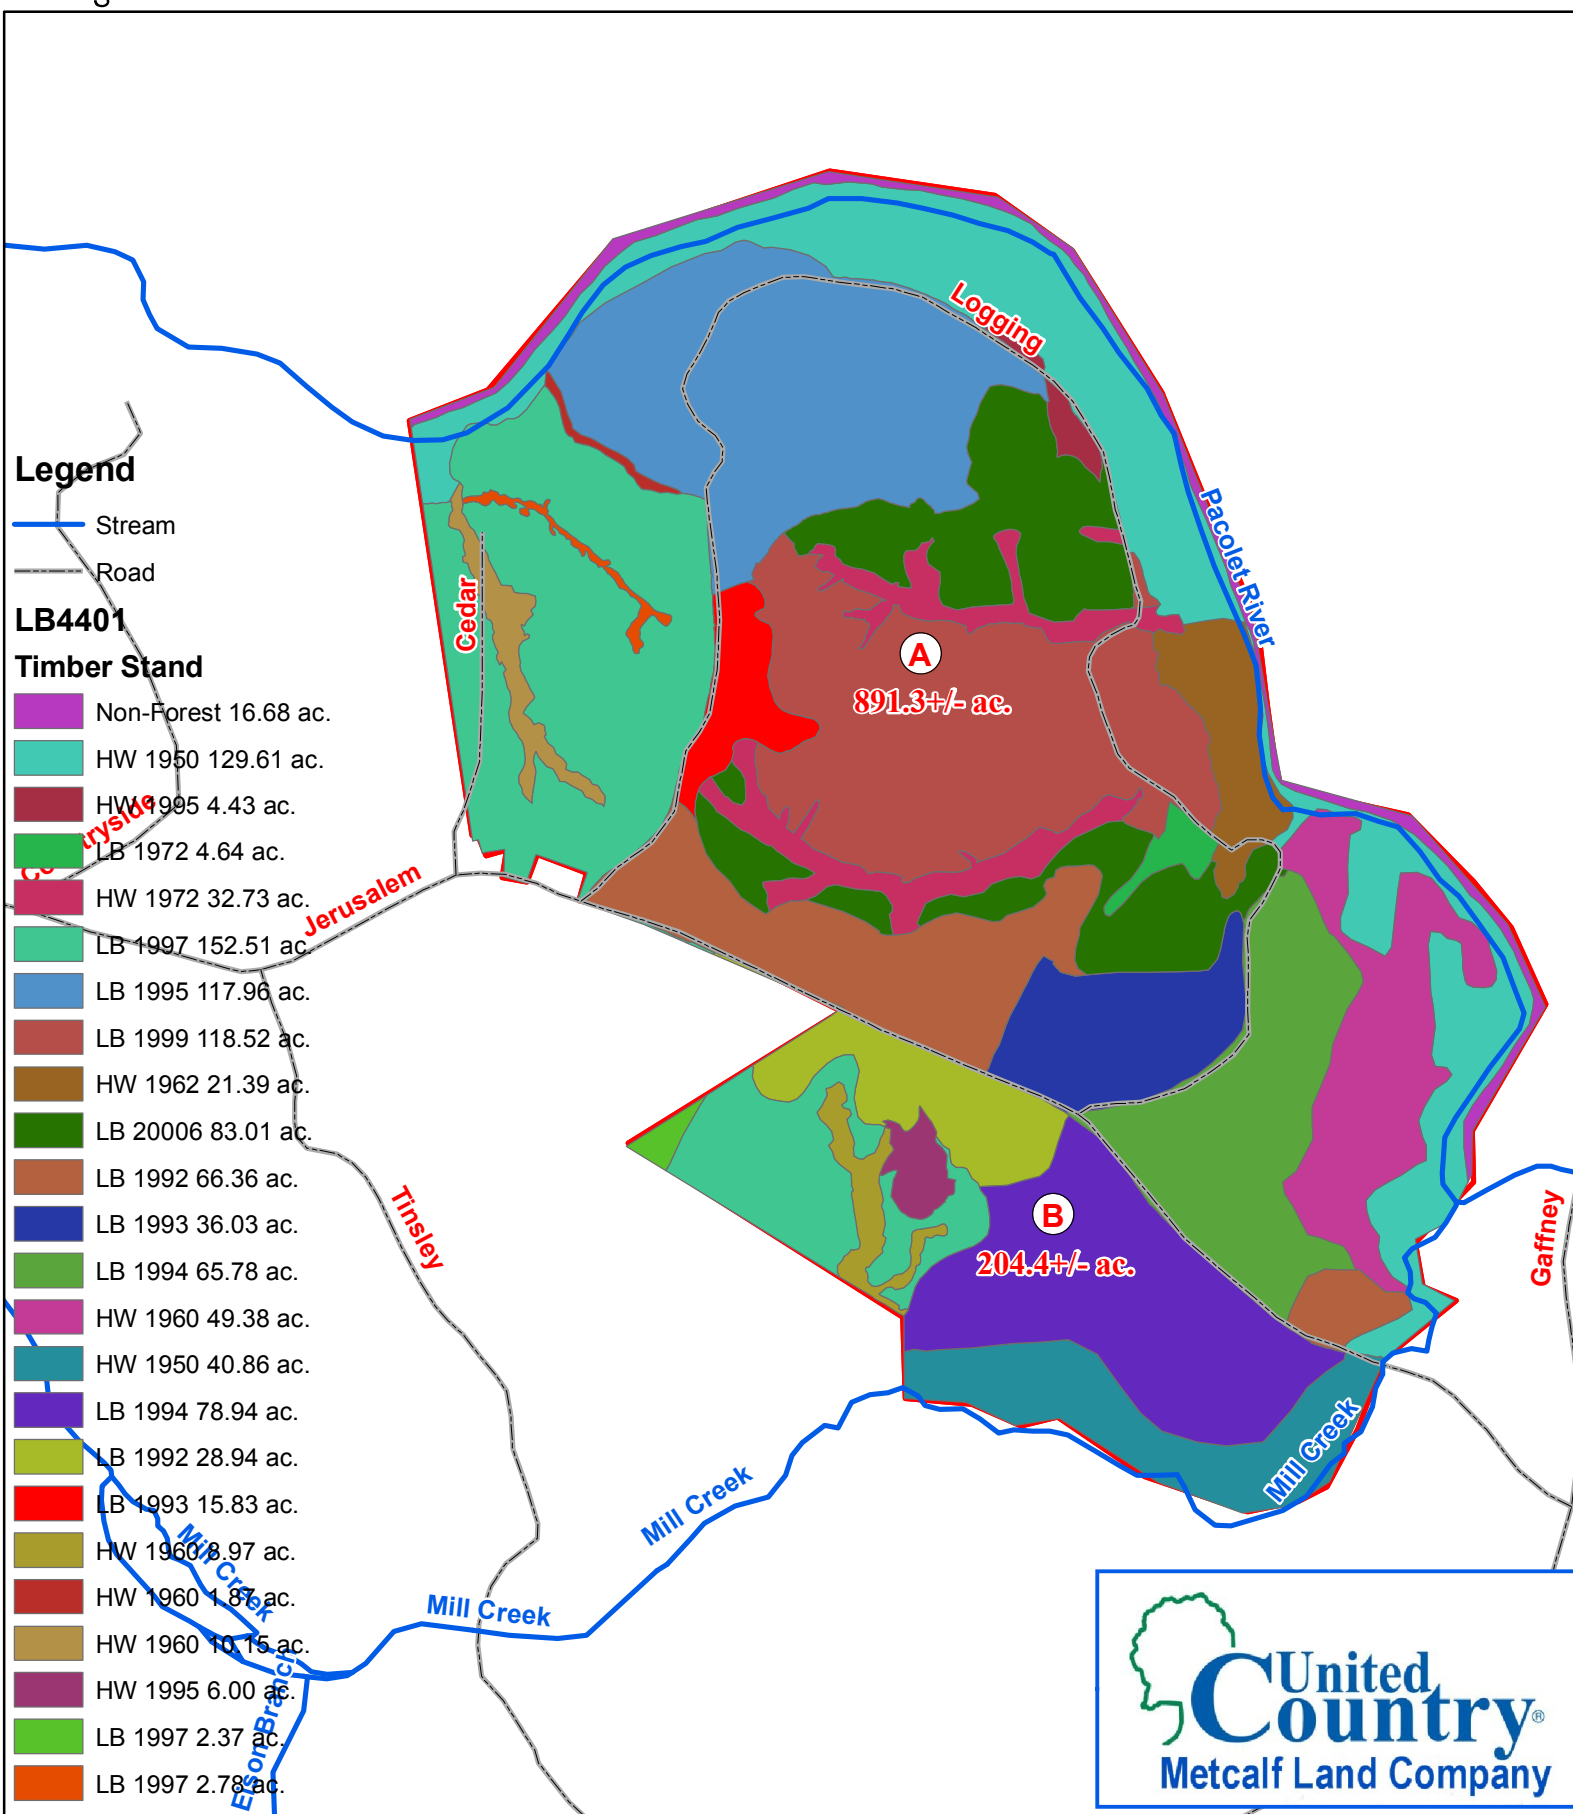 Legend
Stream
Road
LB4401
Timber Stand
Non-Forest 16.68 ac.
HW 1950 129.61 ac.
HW 1995 4.43 ac.
LB 1972 4.64 ac.
HW 1972 32.73 ac.
LB 1997 152.51 ac.
LB 1995 117.96 ac.
LB 1999 118.52 ac.
HW 1962 21.39 ac.
LB 20006 83.01 ac.
LB 1992 66.36 ac.
LB 1993 36.03 ac.
LB 1994 65.78 ac.
HW 1960 49.38 ac.
HW 1950 40.86 ac.
LB 1994 78.94 ac.
LB 1992 28.94 ac.
LB 1993 15.83 ac.
HW 1960 8.97 ac.
HW 1960 1.87 ac.
HW 1960 10.15 ac.
HW 1995 6.00 ac.
LB 1997 2.37 ac.
LB 1997 2.78 ac.
Logging
Pacolet River
Cedar
A
891.3+/- ac.
Jerusalem
Tinsley
B
204.4+/- ac.
Gaffney
Mill Creek
Mill Creek
Mill Creek
Mill Creek
Elson Branch
United
Country®
Metcalf Land Company